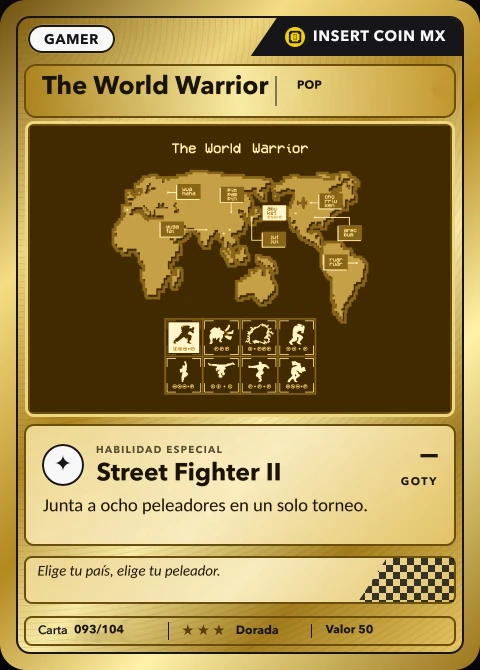 GAMER
INSERT COIN MX
The World Warrior
POP
The World Warrior
HABILIDAD ESPECIAL
Street Fighter II
—
GOTY
Junta a ocho peleadores en un solo torneo.
Elige tu país, elige tu peleador.
Carta 093/104
★★★ Dorada
Valor 50